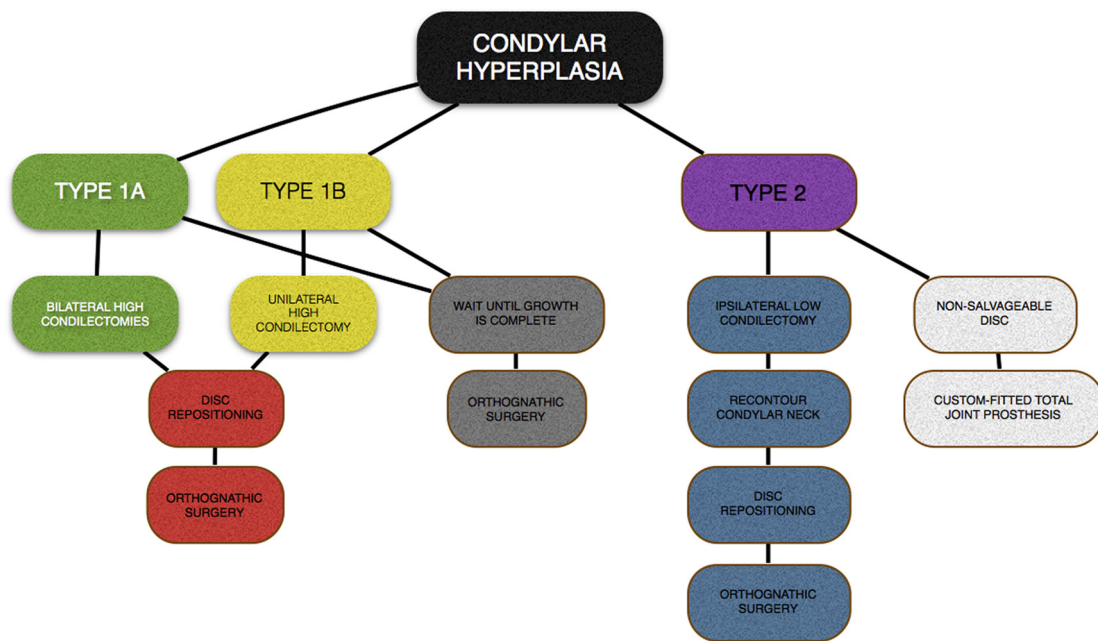 CONDYLAR
HYPERPLASIA
TYPE 1A
TYPE 1B
TYPE 2
BILATERAL HIGH
CONDILECTOMIES
UNILATERAL
HIGH
CONDILECTOMY
WAIT UNTIL GROWTH
IS COMPLETE
IPSILATERAL LOW
CONDILECTOMY
NON-SALVAGEABLE
DISC
DISC
REPOSITIONING
ORTHOGNATHIC
SURGERY
RECONTOUR
CONDYLAR NECK
CUSTOM-FITTED TOTAL
JOINT PROSTHESIS
ORTHOGNATHIC
SURGERY
DISC
REPOSITIONING
ORTHOGNATHIC
SURGERY